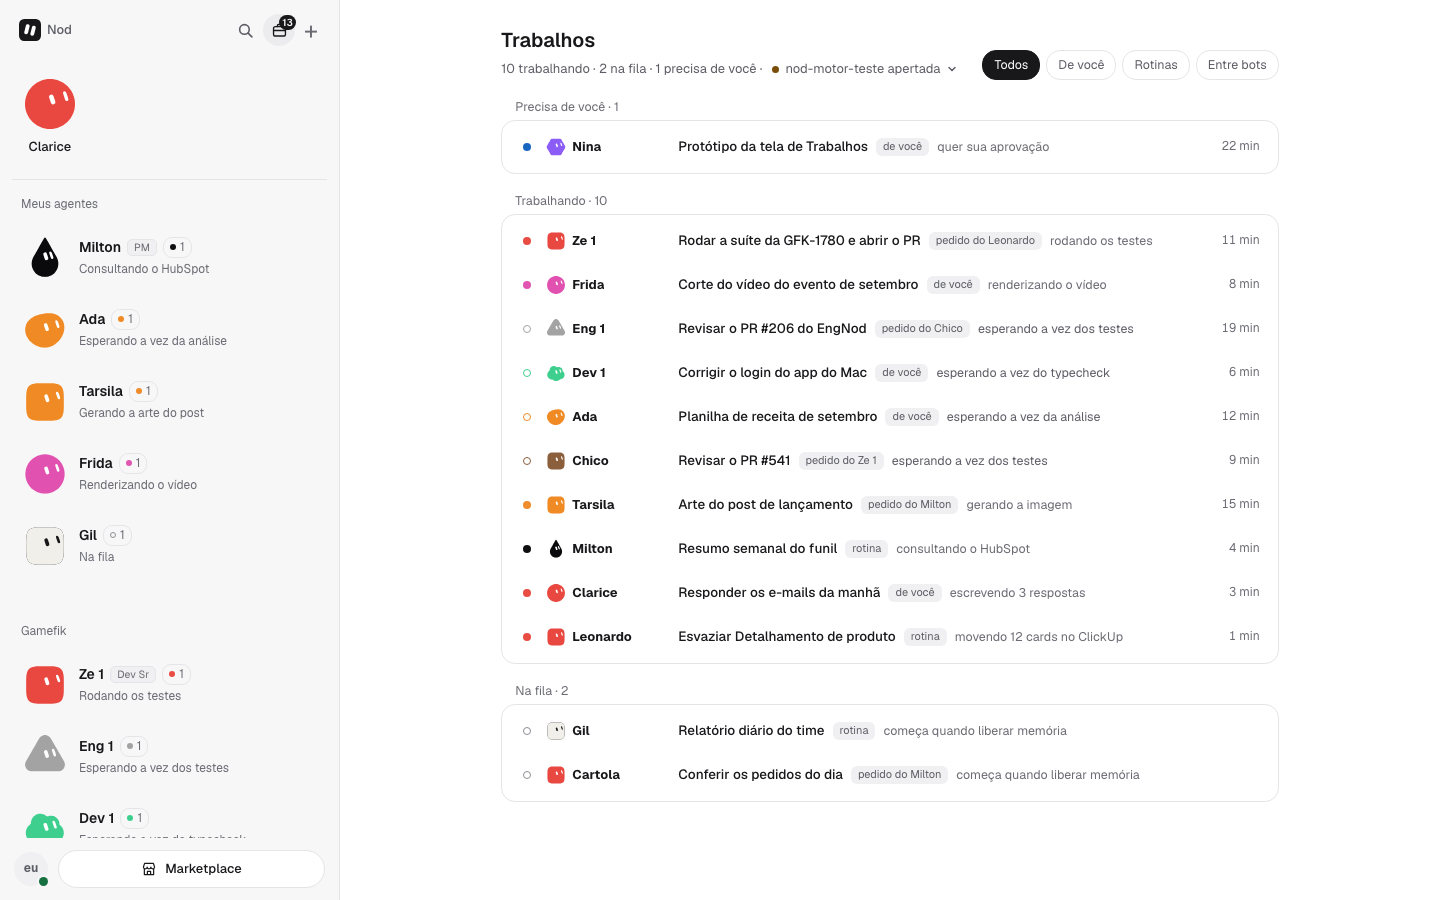 Nod
13
Clarice
Meus agentes
Milton PM 1
Consultando o HubSpot
Ada 1
Esperando a vez da análise
Tarsila 1
Gerando a arte do post
Frida 1
Renderizando o vídeo
Gil 1
Na fila
Gamefik
Ze 1 Dev Sr 1
Rodando os testes
Eng 1 1
Esperando a vez dos testes
Dev 1 1
eu
Marketplace
Trabalhos
10 trabalhando · 2 na fila · 1 precisa de você · nod-motor-teste apertada
Todos De você Rotinas Entre bots
Precisa de você · 1
Nina Protótipo da tela de Trabalhos de você quer sua aprovação 22 min
Trabalhando · 10
Ze 1 Rodar a suíte da GFK-1780 e abrir o PR pedido do Leonardo rodando os testes 11 min
Frida Corte do vídeo do evento de setembro de você renderizando o vídeo 8 min
Eng 1 Revisar o PR #206 do EngNod pedido do Chico esperando a vez dos testes 19 min
Dev 1 Corrigir o login do app do Mac de você esperando a vez do typecheck 6 min
Ada Planilha de receita de setembro de você esperando a vez da análise 12 min
Chico Revisar o PR #541 pedido do Ze 1 esperando a vez dos testes 9 min
Tarsila Arte do post de lançamento pedido do Milton gerando a imagem 15 min
Milton Resumo semanal do funil rotina consultando o HubSpot 4 min
Clarice Responder os e-mails da manhã de você escrevendo 3 respostas 3 min
Leonardo Esvaziar Detalhamento de produto rotina movendo 12 cards no ClickUp 1 min
Na fila · 2
Gil Relatório diário do time rotina começa quando liberar memória
Cartola Conferir os pedidos do dia pedido do Milton começa quando liberar memória